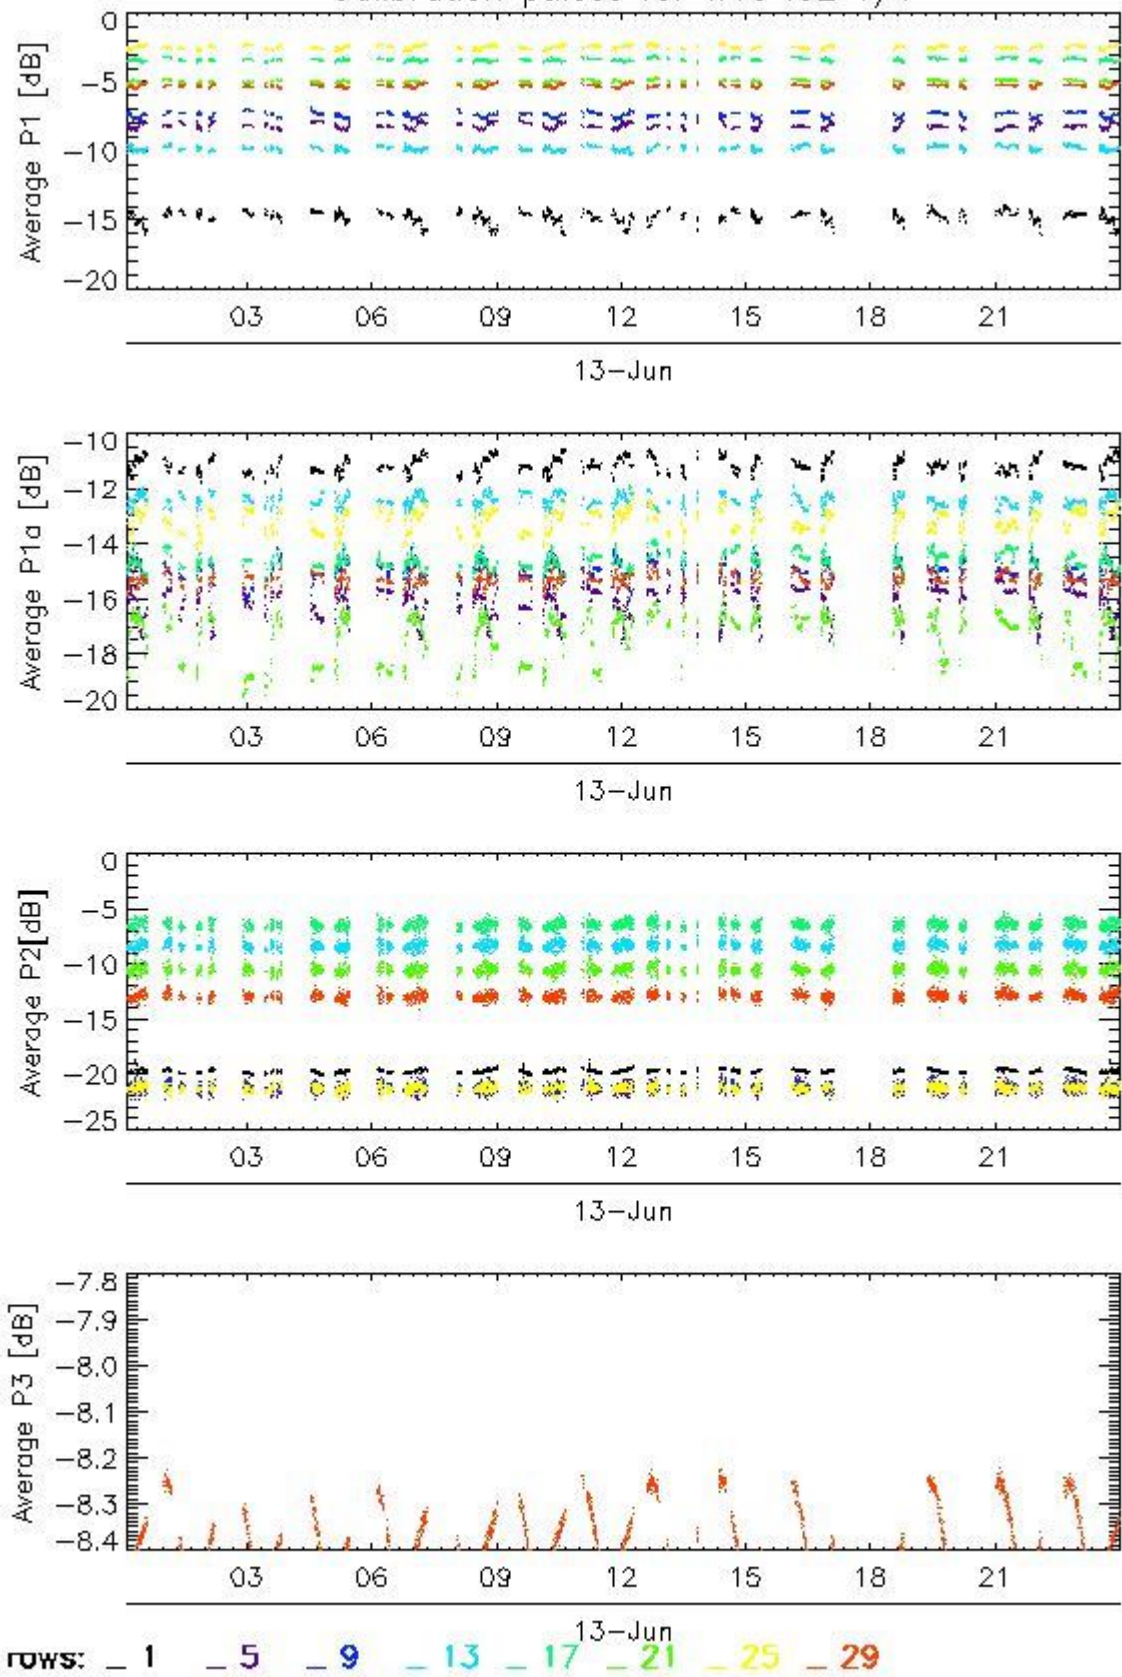 Average P1 [dB]
0
−5
−10
−15
−20
03 06 09 12 15 18 21
13−Jun
Average P1a [dB]
−10
−12
−14
−16
−18
−20
03 06 09 12 15 18 21
13−Jun
Average P2[dB]
0
−5
−10
−15
−20
−25
03 06 09 12 15 18 21
13−Jun
Average P3 [dB]
−7.8
−7.9
−8.0
−8.1
−8.2
−8.3
−8.4
03 06 09 12 15 18 21
13−Jun
rows: _ 1 _ 5 _ 9 _ 13 _ 17 _ 21 _ 25 _ 29